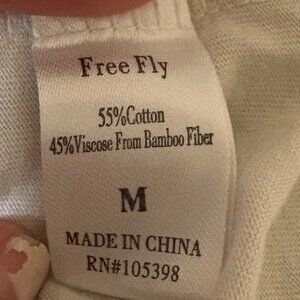 Free Fly
55%Cotton
45%Viscose From Bamboo Fiber
M
MADE IN CHINA
RN#105398